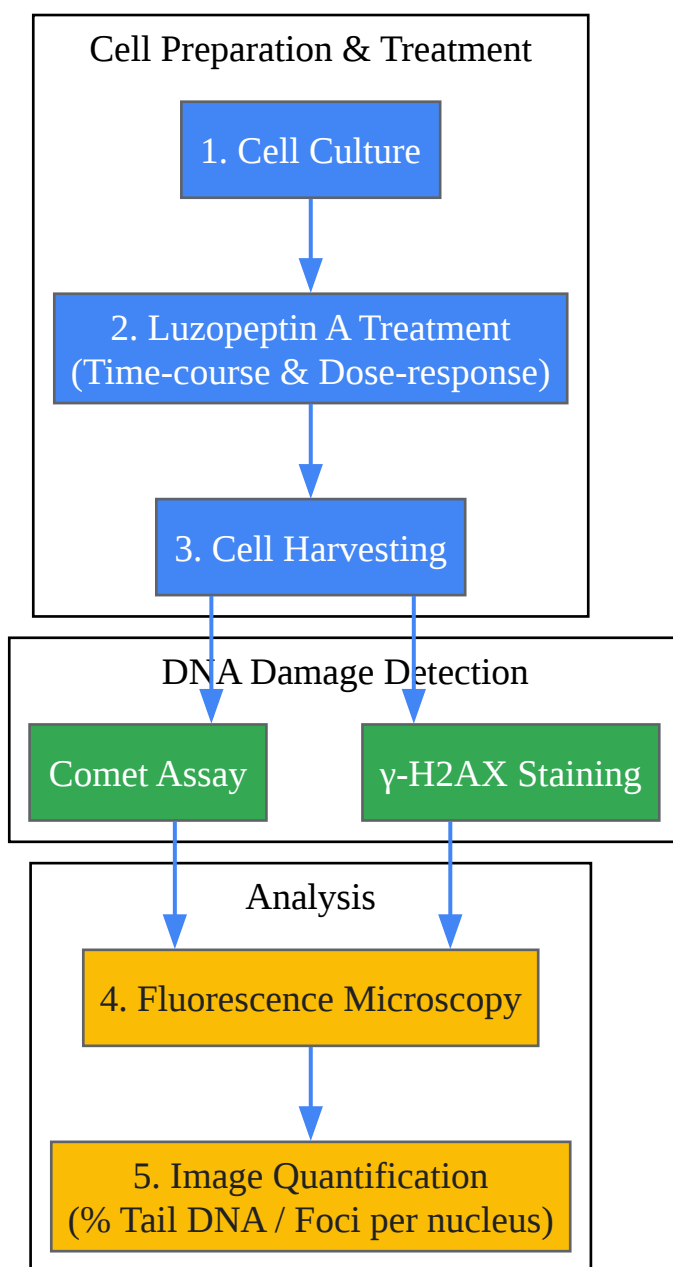 Cell Preparation & Treatment
1. Cell Culture
2. Luzopeptin A Treatment
(Time-course & Dose-response)
3. Cell Harvesting
DNA Damage Detection
Comet Assay
γ-H2AX Staining
Analysis
4. Fluorescence Microscopy
5. Image Quantification
(% Tail DNA / Foci per nucleus)